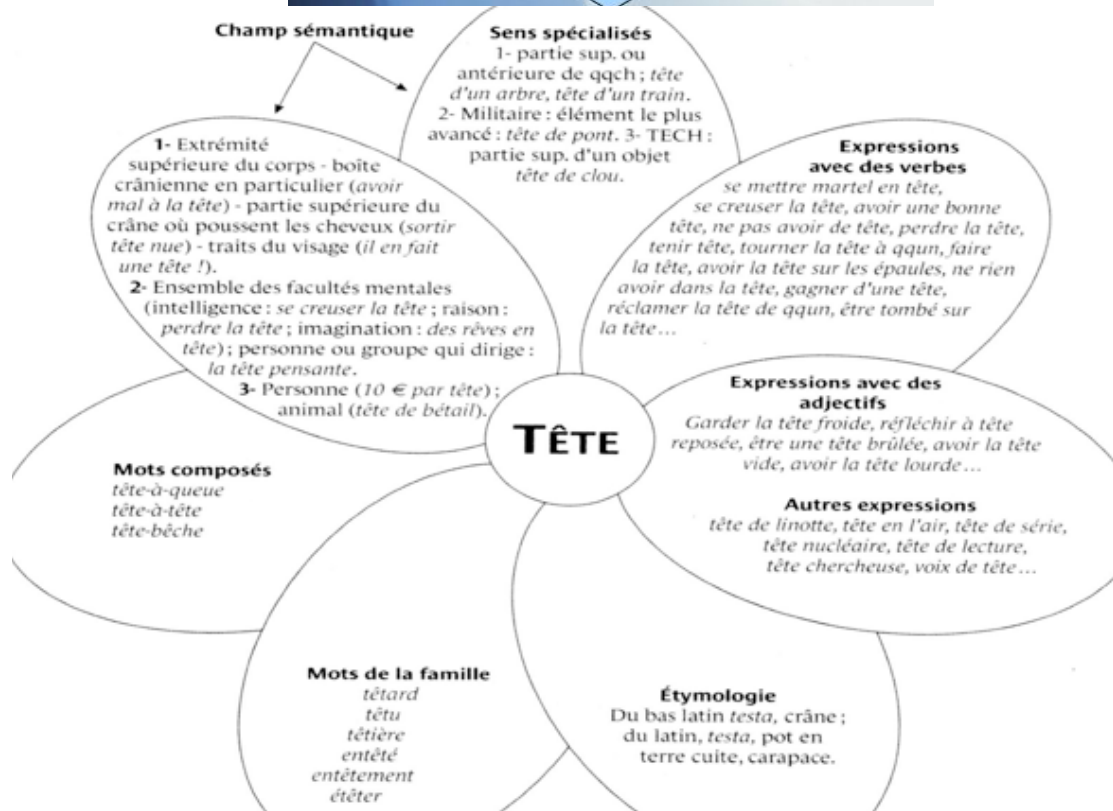 Champ sémantique
Sens spécialisés
1- partie sup. ou
antérieure de qqch ; tête
d'un arbre, tête d'un train.
2- Militaire : élément le plus
avancé : tête de pont. 3- TECH :
partie sup. d'un objet
tête de clou.
1- Extrémité
supérieure du corps - boîte
crânienne en particulier (avoir
mal à la tête) - partie supérieure du
crâne où poussent les cheveux (sortir
tête nue) - traits du visage (il en fait
une tête !).
2- Ensemble des facultés mentales
(intelligence : se creuser la tête ; raison :
perdre la tête ; imagination : des rêves en
tête) ; personne ou groupe qui dirige :
la tête pensante.
3- Personne (10 € par tête) ;
animal (tête de bétail).
Expressions
avec des verbes
se mettre martel en tête,
se creuser la tête, avoir une bonne
tête, ne pas avoir de tête, perdre la tête,
tenir tête, tourner la tête à qqun, faire
la tête, avoir la tête sur les épaules, ne rien
avoir dans la tête, gagner d'une tête,
réclamer la tête de qqun, être tombé sur
la tête...
TÊTE
Expressions avec des
adjectifs
Garder la tête froide, réfléchir à tête
reposée, être une tête brûlée, avoir la tête
vide, avoir la tête lourde...
Autres expressions
tête de linotte, tête en l'air, tête de série,
tête nucléaire, tête de lecture,
tête chercheuse, voix de tête...
Mots composés
tête-à-queue
tête-à-tête
tête-bêche
Mots de la famille
têtard
têtu
têtière
entêté
entêtement
étêter
Étymologie
Du bas latin testa, crâne ;
du latin, testa, pot en
terre cuite, carapace.